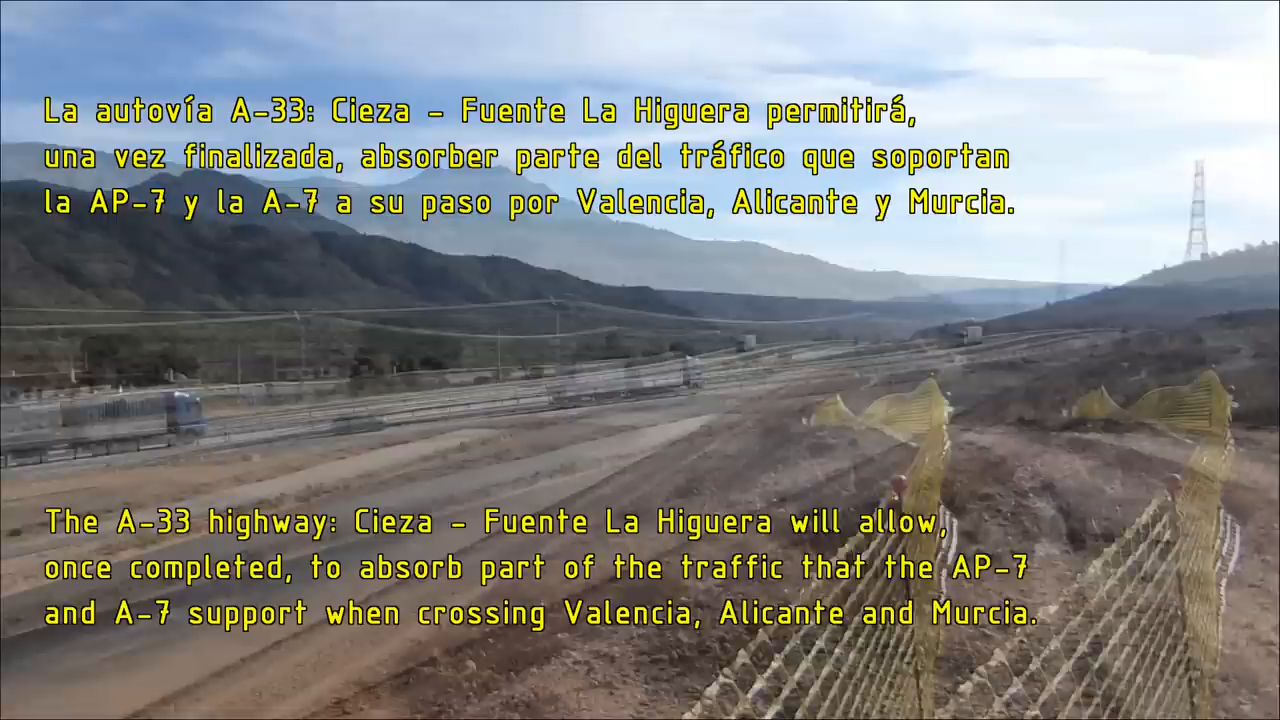 La autovía A-33: Cieza - Fuente La Higuera permitirá,
una vez finalizada, absorber parte del tráfico que soportan
la AP-7 y la A-7 a su paso por Valencia, Alicante y Murcia.
The A-33 highway: Cieza - Fuente La Higuera will allow,
once completed, to absorb part of the traffic that the AP-7
and A-7 support when crossing Valencia, Alicante and Murcia.